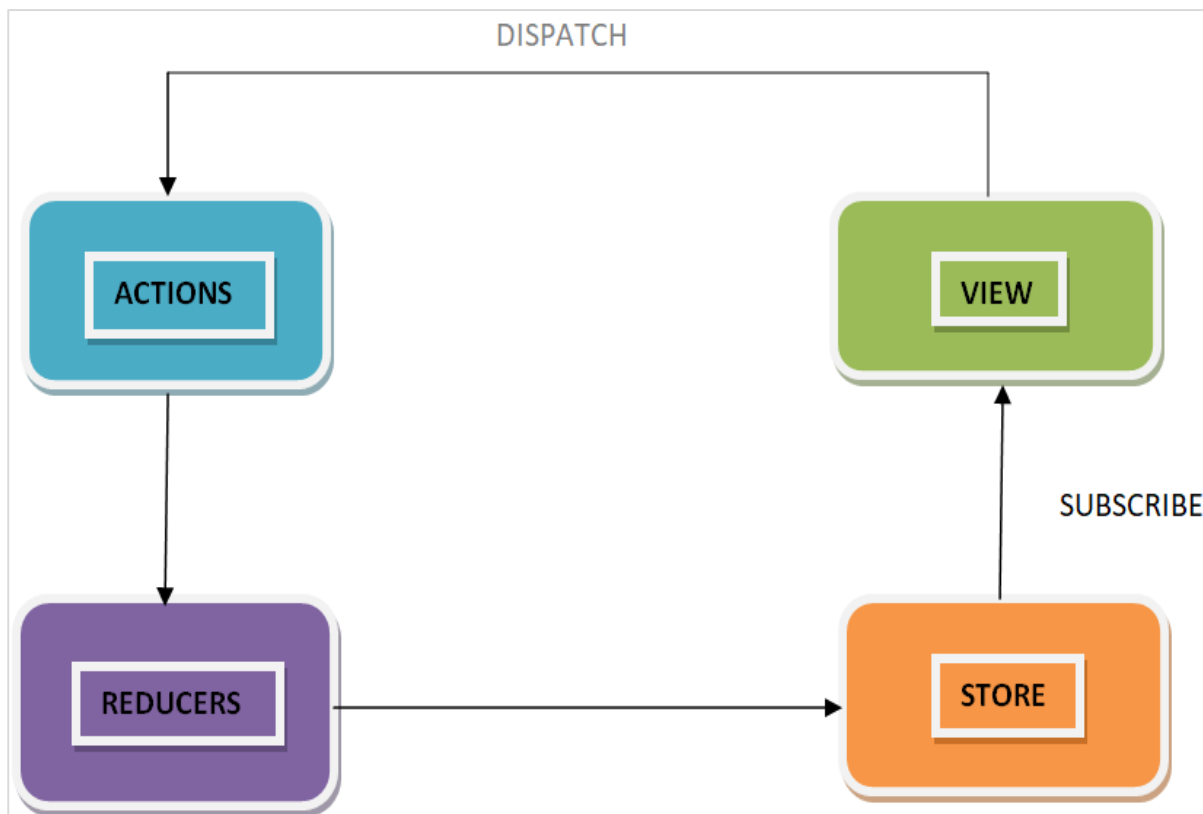 DISPATCH
ACTIONS
VIEW
SUBSCRIBE
REDUCERS
STORE